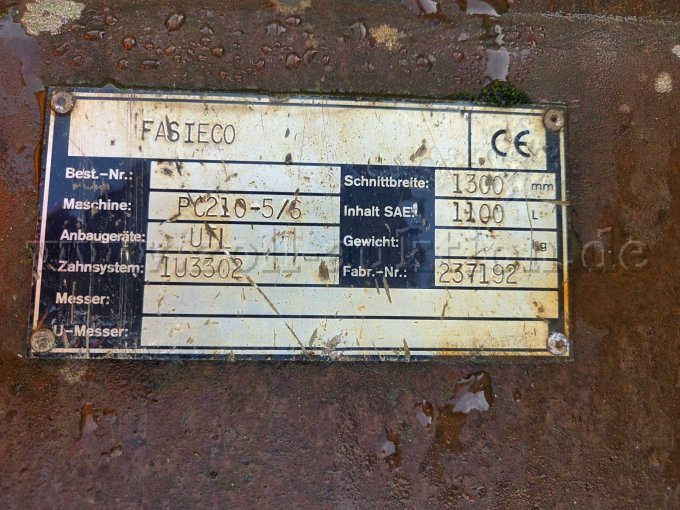 FASIECO
CE
Best.-Nr.:
Schnittbreite: 1300 mm
Maschine: PC210-5/6
Inhalt SAE: 1100 L
Anbaugeräte: UTL
Gewicht: kg
Zahnsystem: 1U3302
Fabr.-Nr.: 237192
Messer:
U-Messer: